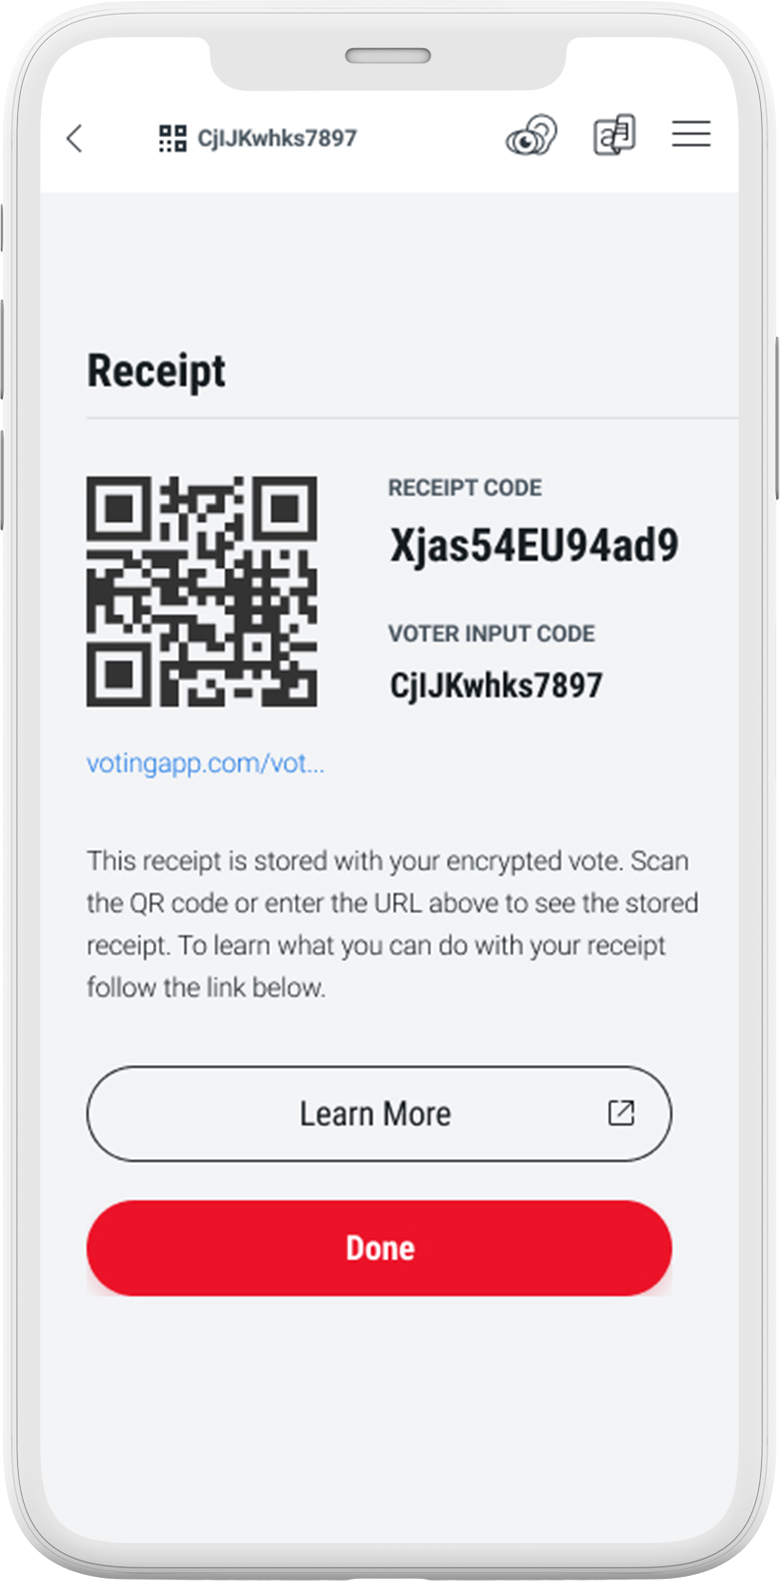 CjIJKwhks7897
Receipt
RECEIPT CODE
Xjas54EU94ad9
VOTER INPUT CODE
CjIJKwhks7897
votingapp.com/vot...
This receipt is stored with your encrypted vote. Scan
the QR code or enter the URL above to see the stored
receipt. To learn what you can do with your receipt
follow the link below.
Learn More
Done